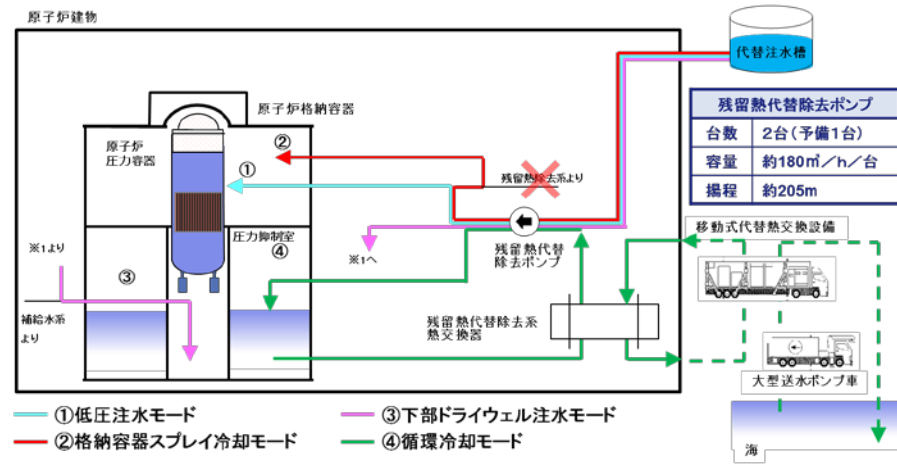 原子炉建物
代替注水槽
原子炉格納容器
原子炉
圧力容器
②
①
残留熱除去系より
残留熱代替除去ポンプ
台数 2台(予備1台)
容量 約180㎥/h/台
揚程 約205m
※1より
圧力抑制室
④
③
※1へ
残留熱代替
除去ポンプ
移動式代替熱交換設備
補給水系
より
残留熱代替除去系
熱交換器
大型送水ポンプ車
海
①低圧注水モード
③下部ドライウェル注水モード
②格納容器スプレイ冷却モード
④循環冷却モード